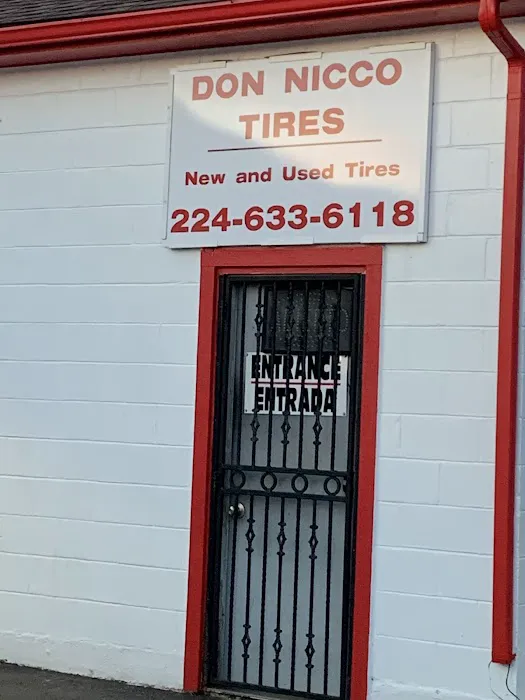 DON NICCO
TIRES
New and Used Tires
224-633-6118
ENTRANCE
ENTRADA